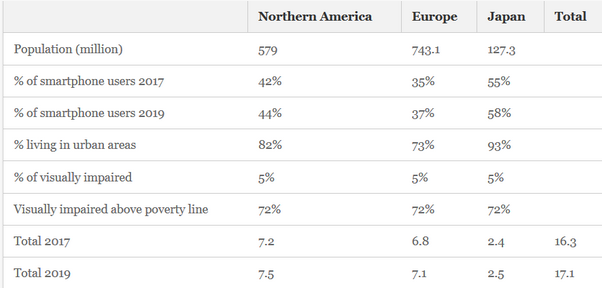 Northern America Europe Japan Total
Population (million) 579 743.1 127.3
% of smartphone users 2017 42% 35% 55%
% of smartphone users 2019 44% 37% 58%
% living in urban areas 82% 73% 93%
% of visually impaired 5% 5% 5%
Visually impaired above poverty line 72% 72% 72%
Total 2017 7.2 6.8 2.4 16.3
Total 2019 7.5 7.1 2.5 17.1